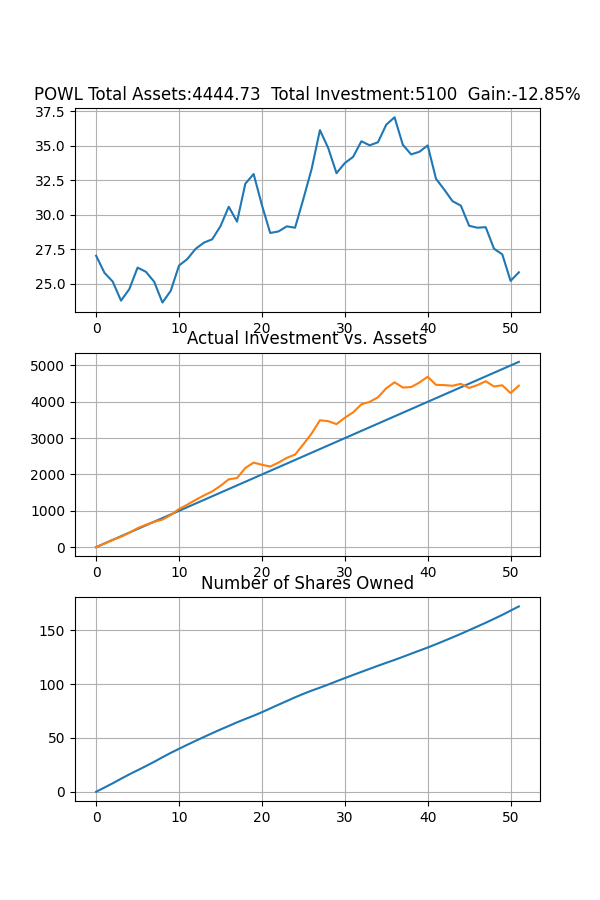 POWL Total Assets:4444.73  Total Investment:5100  Gain:-12.85%
37.5
35.0
32.5
30.0
27.5
25.0
0 10 20 30 40 50
Actual Investment vs. Assets
5000
4000
3000
2000
1000
0
0 10 20 30 40 50
Number of Shares Owned
150
100
50
0
0 10 20 30 40 50